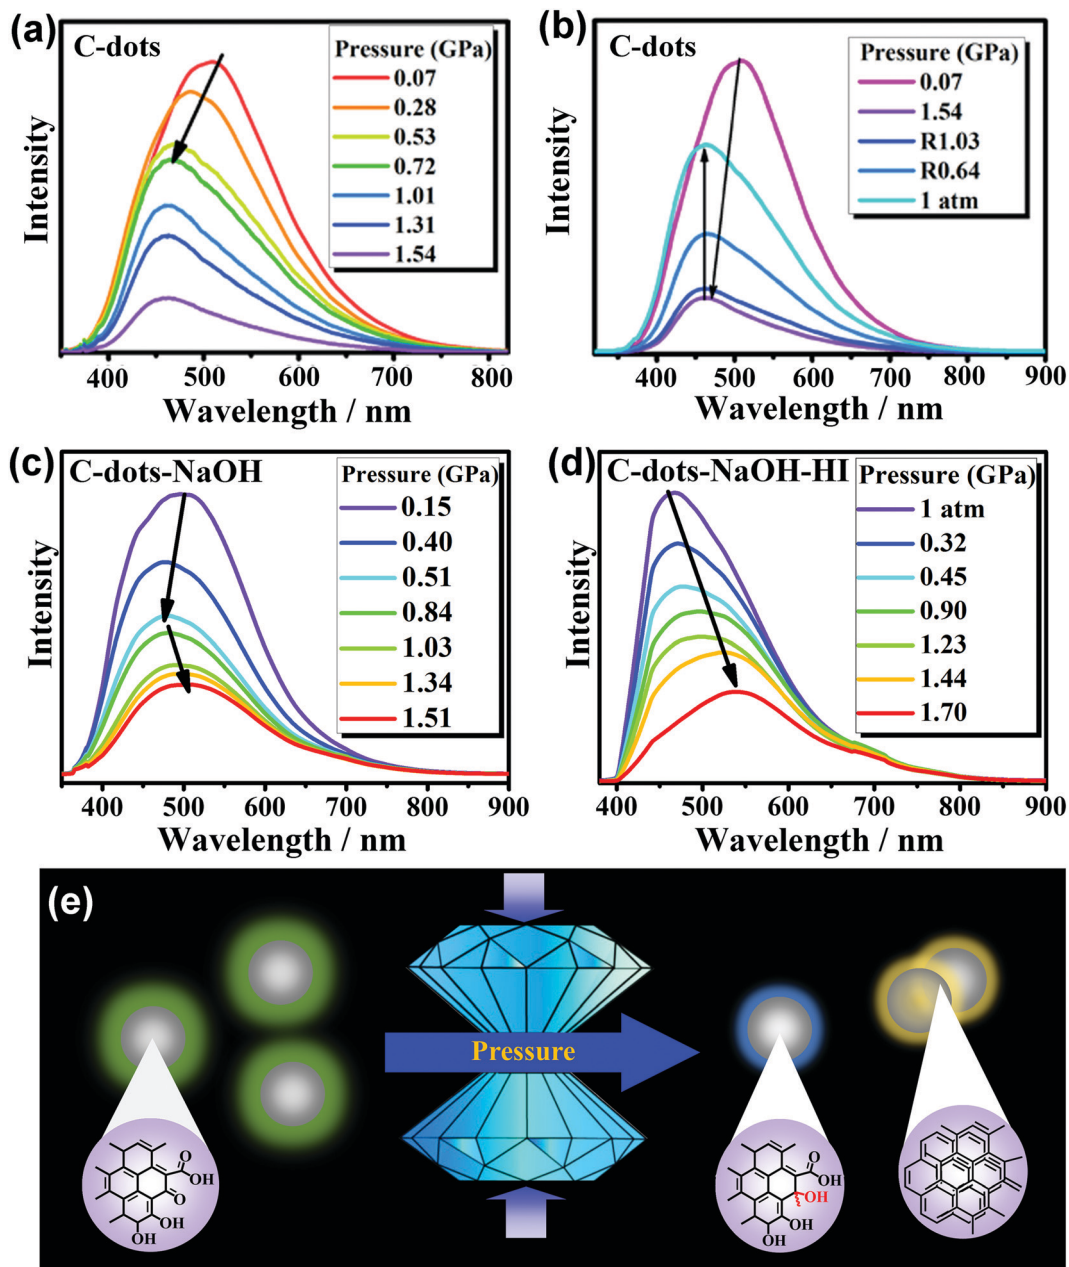 (a)
C-dots
Pressure (GPa)
0.07
0.28
0.53
0.72
1.01
1.31
1.54
Intensity
400 500 600 700 800
Wavelength / nm
(b)
C-dots
Pressure (GPa)
0.07
1.54
R1.03
R0.64
1 atm
Intensity
400 500 600 700 800 900
Wavelength / nm
(c)
C-dots-NaOH
Pressure (GPa)
0.15
0.40
0.51
0.84
1.03
1.34
1.51
Intensity
400 500 600 700 800 900
Wavelength / nm
(d)
C-dots-NaOH-HI
Pressure (GPa)
1 atm
0.32
0.45
0.90
1.23
1.44
1.70
Intensity
400 500 600 700 800 900
Wavelength / nm
(e)
Pressure
O
OH
O
OH
OH
O
OH
OH
OH
OH